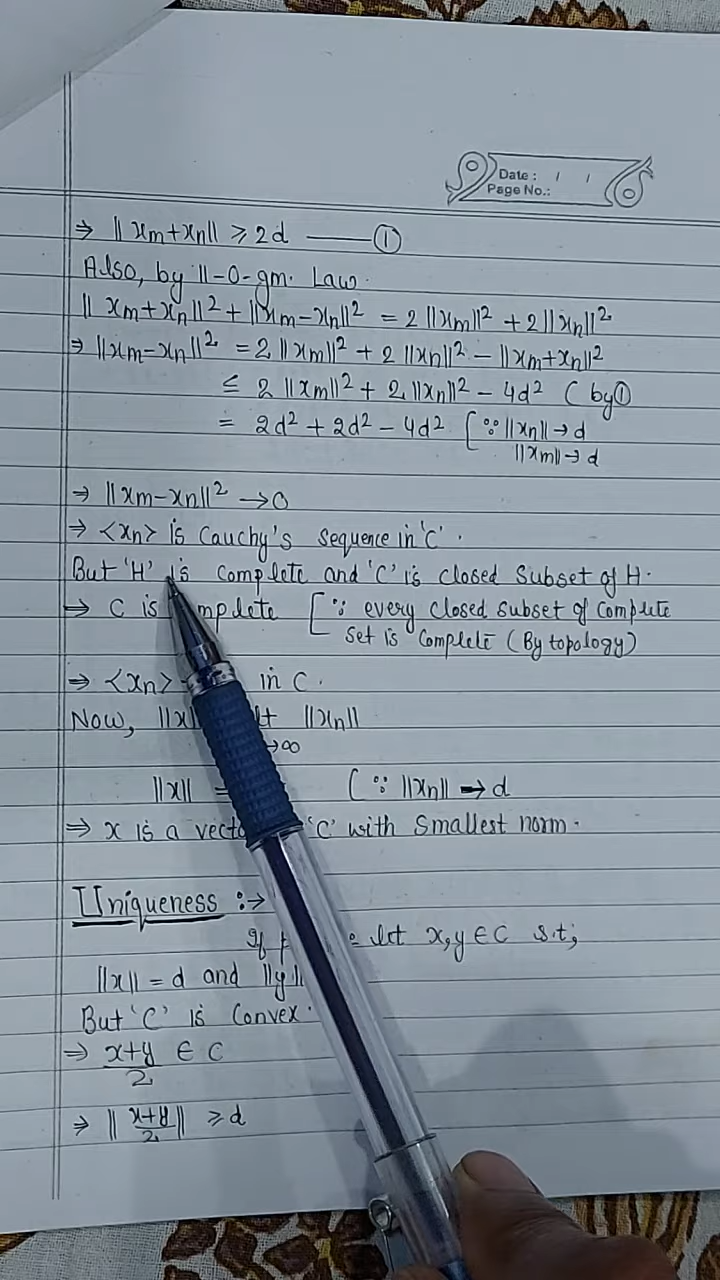 Date : / /
Page No.:
⇒ ||xm+xn|| ≥ 2d —— ①
Also, by ||-O-gm. Law.
||xm+xn||² + ||xm-xn||² = 2||xm||² + 2||xn||²
⇒ ||xm-xn||² = 2||xm||² + 2||xn||² - ||xm+xn||²
≤ 2||xm||² + 2||xn||² - 4d² (by①
= 2d² + 2d² - 4d² [∵ ||xn|| → d
||xm|| → d
⇒ ||xm-xn||² → 0
⇒ <xn> is Cauchy's Sequence in 'C'.
But 'H' is Complete and 'C' is closed Subset of H.
⇒ C is mplete [∵ every closed subset of Complete
Set is Complete (By topology)
⇒ <xn> in C.
Now, ||x| lt ||xn||
→∞
||x|| = (∵ ||xn|| → d
⇒ x is a vecto 'C' with Smallest norm.
Uniqueness :→
If p e let x,y ∈ C s.t;
||x|| = d and ||y||
But 'C' is Convex.
⇒ x+y/2 ∈ C
⇒ ||x+y/2|| ≥ d